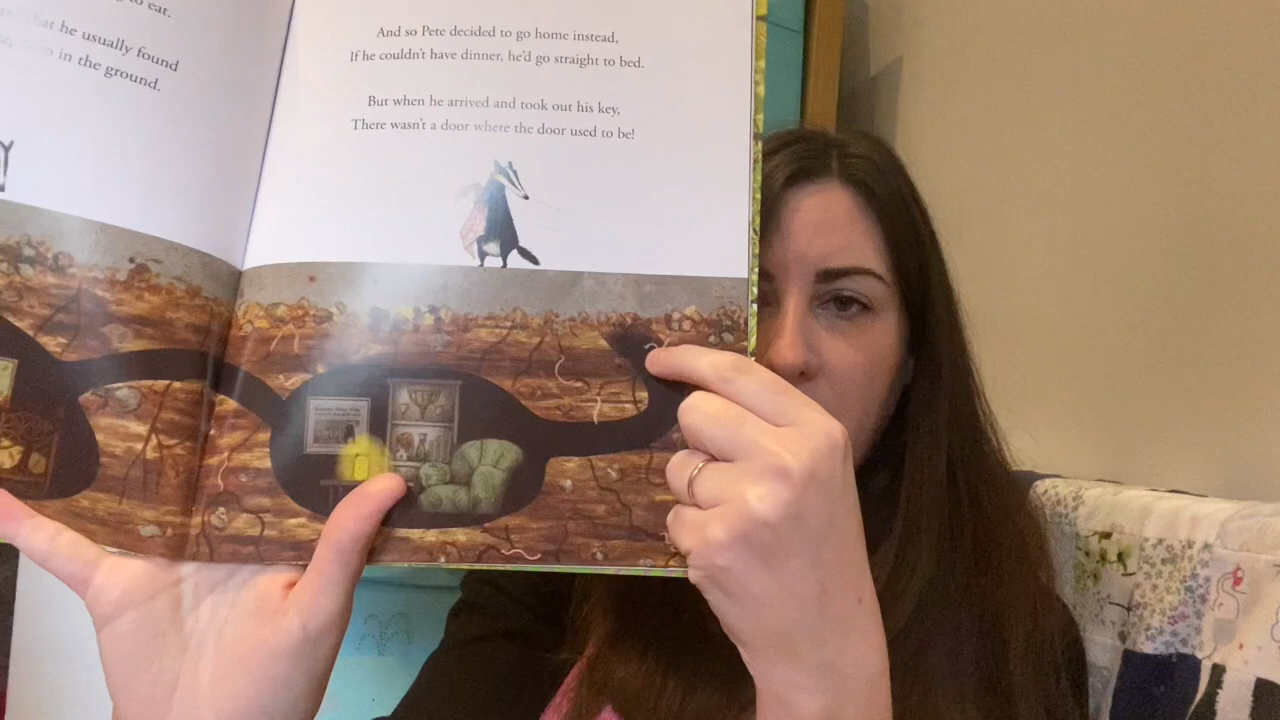 to ear.
that he usually found
in the ground.
And so Pete decided to go home instead,
If he couldn't have dinner, he'd go straight to bed.
But when he arrived and took out his key,
There wasn't a door where the door used to be!